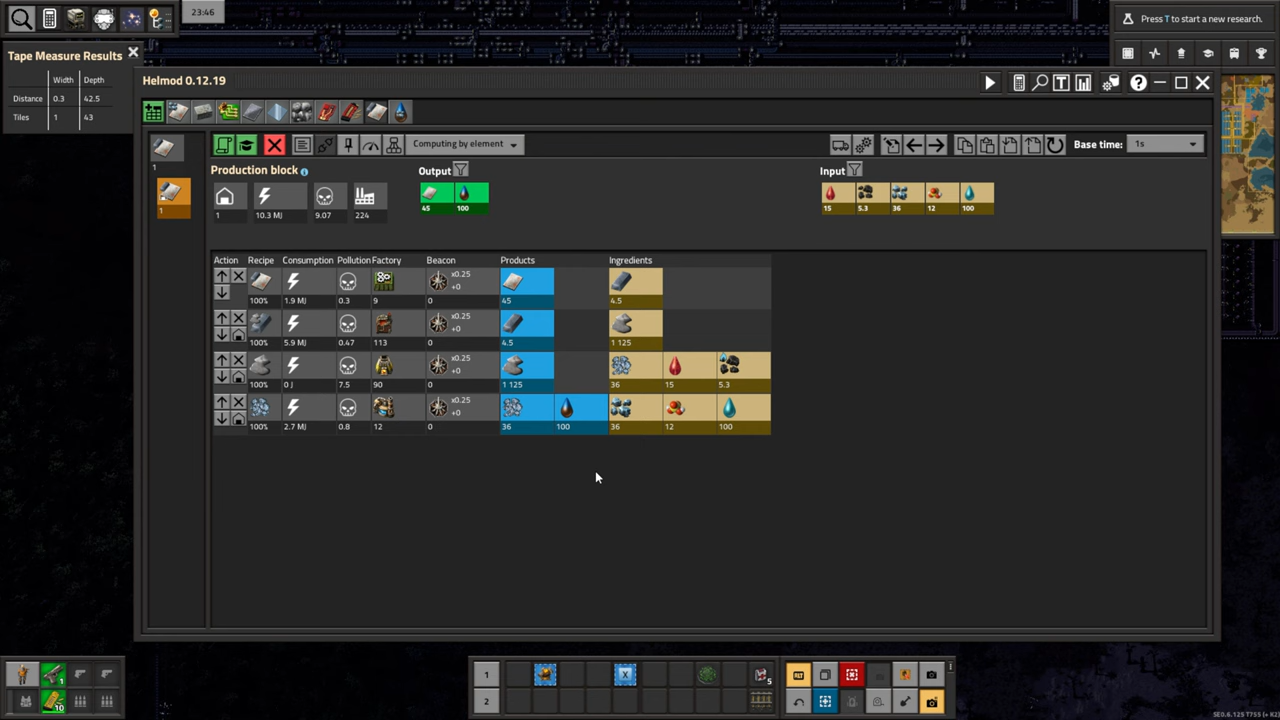 23:46
Press T to start a new research.
Tape Measure Results
Width Depth
Distance 0.3 42.5
Tiles 1 43
Helmod 0.12.19
Computing by element
Base time: 1s
1
1
Production block
1 10.3 MJ 9.07 224
Output
45 100
Input
15 5.3 36 12 100
Action Recipe Consumption Pollution Factory Beacon Products Ingredients
x0.25
+0
100% 1.9 MJ 0.3 9 0 45 4.5
x0.25
+0
100% 5.9 MJ 0.47 113 0 4.5 1 125
x0.25
+0
100% 0 J 7.5 90 0 1 125 36 15 5.3
x0.25
+0
100% 2.7 MJ 0.8 12 0 36 100 36 12 100
1
1
X
5
ALT
10
2